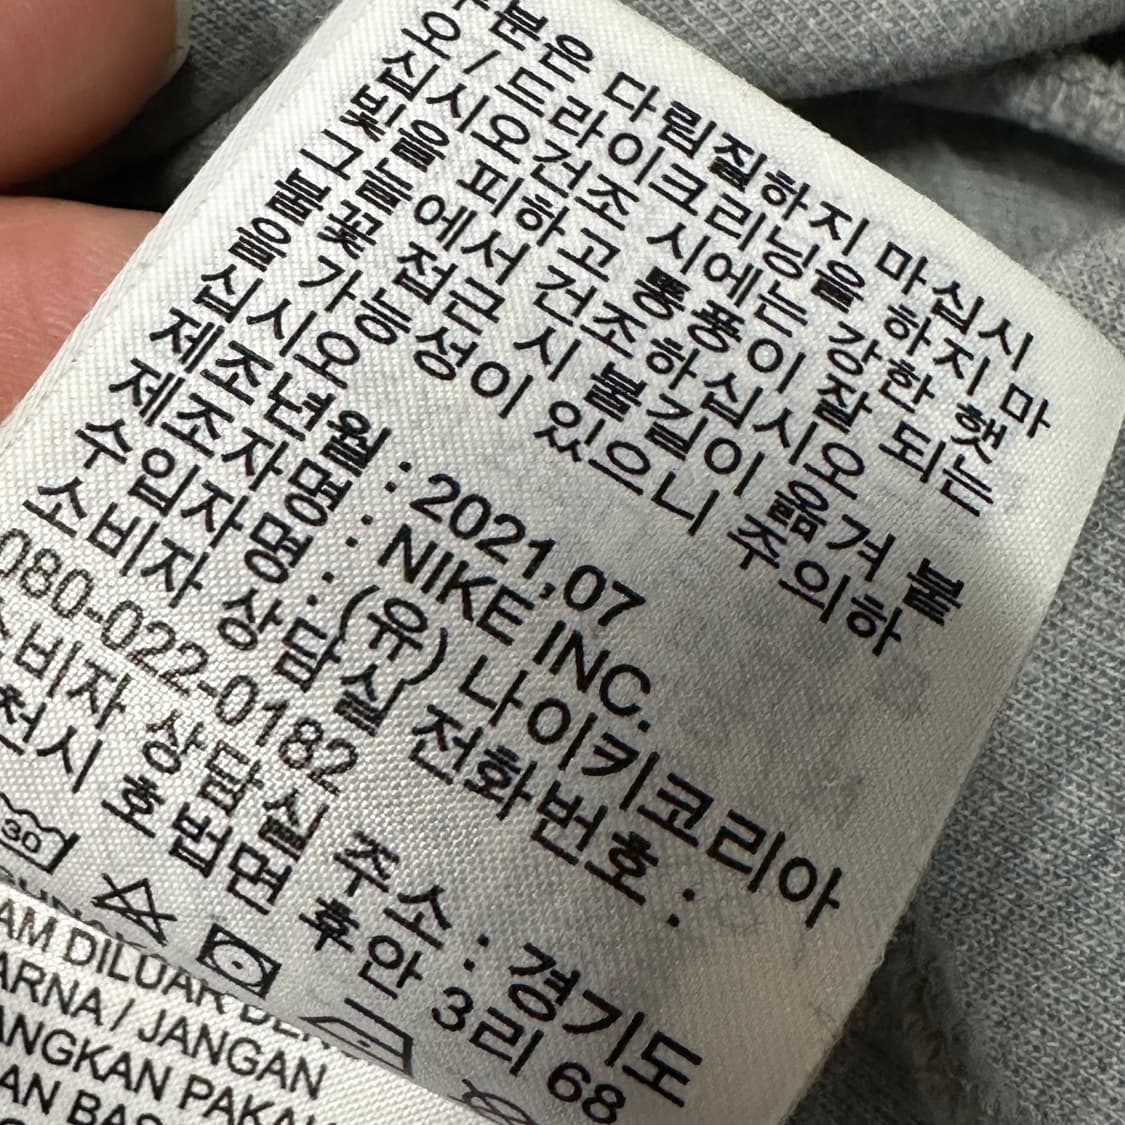 부분은 다림질하지 마십시
오 / 드라이크리닝을 하지 마
십시오 건조 시에는 강한 햇
빛을 피하고 통풍이 잘 되는
그늘에서 건조하십시오
불꽃 접근 시 불길이 옮겨 붙
을 가능성이 있으니 주의하
십시오
제조년월 : 2021,07
제조자명 : NIKE INC.
수입자명 : (유) 나이키코리아
소비자 상담실 전화번호 :
080-022-0182
소비자 상담실 주소 : 경기도
천시 호법면 후안 3리 68
30
AM DILUAR DE
ARNA / JANGAN
ANGKAN PAKA
AN BAS